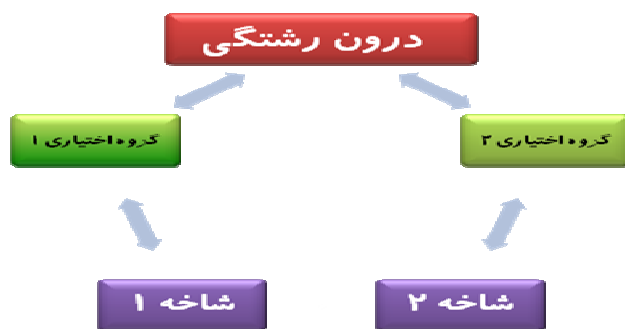 درون رشتگی
گروه اختیاری ۲
گروه اختیاری ۱
شاخه ۲
شاخه ۱